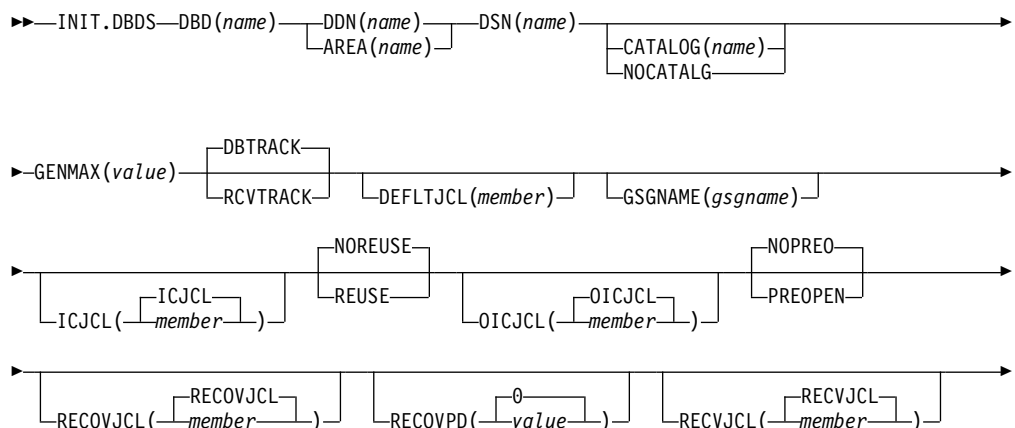 INIT.DBDS DBD(name) DDN(name) DSN(name)
AREA(name) CATALOG(name)
NOCATALG
DBTRACK
GENMAX(value)
RCVTRACK DEFLTJCL(member) GSGNAME(gsgname)
NOREUSE NOPREO
ICJCL REUSE OICJCL PREOPEN
ICJCL( member ) OICJCL( member )
RECOVJCL 0 RECVJCL
RECOVJCL( member ) RECOVPD( value ) RECVJCL( member )